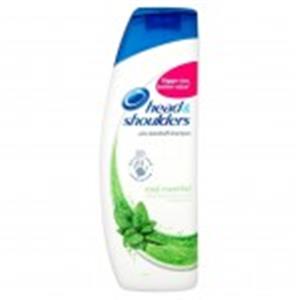 Bigger size,
better value*
head &
shoulders
anti-dandruff shampoo
cool menthol